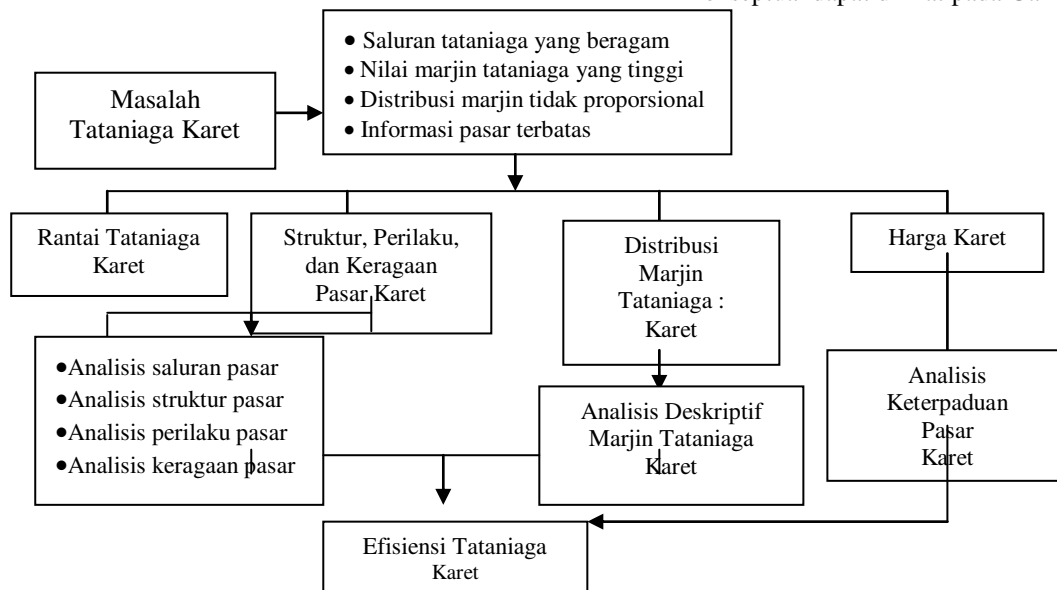 • Saluran tataniaga yang beragam
• Nilai marjin tataniaga yang tinggi
• Distribusi marjin tidak proporsional
• Informasi pasar terbatas
Masalah
Tataniaga Karet
Rantai Tataniaga
Karet
Struktur, Perilaku,
dan Keragaan
Pasar Karet
Distribusi
Marjin
Tataniaga :
Karet
Harga Karet
•Analisis saluran pasar
•Analisis struktur pasar
•Analisis perilaku pasar
•Analisis keragaan pasar
Analisis Deskriptif
Marjin Tataniaga
Karet
Analisis
Keterpaduan
Pasar
Karet
Efisiensi Tataniaga
Karet